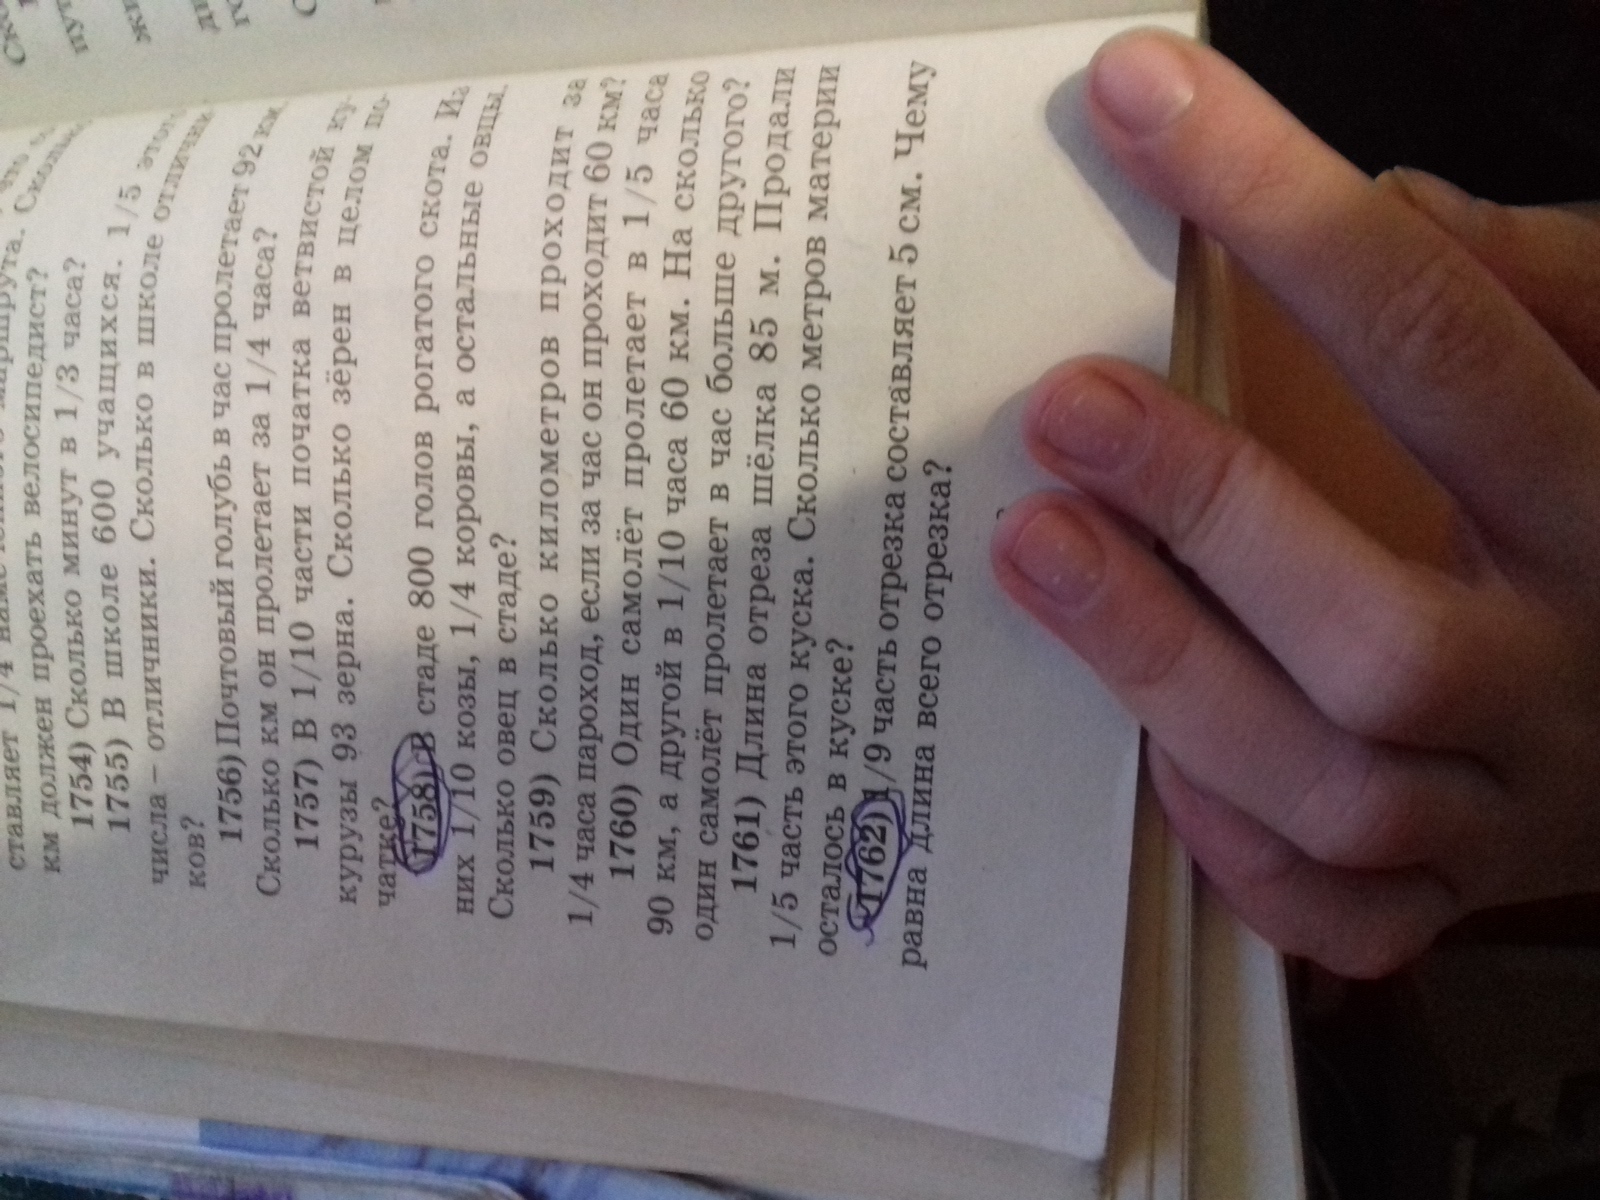 ставляет 1/4
км должен проехать велосипедист?
1754) Сколько минут в 1/3 часа?
1755) В школе 600 учащихся. 1/5 этого
числа – отличники. Сколько в школе отлични-
ков?
1756) Почтовый голубь в час пролетает 92 км.
Сколько км он пролетает за 1/4 часа?
1757) В 1/10 части початка ветвистой ку-
курузы 93 зерна. Сколько зёрен в целом по-
чатке?
1758) В стаде 800 голов рогатого скота. Из
них 1/10 козы, 1/4 коровы, а остальные овцы.
Сколько овец в стаде?
1759) Сколько километров проходит за
1/4 часа пароход, если за час он проходит 60 км?
1760) Один самолёт пролетает в 1/5 часа
90 км, а другой в 1/10 часа 60 км. На сколько
один самолёт пролетает в час больше другого?
1761) Длина отреза шёлка 85 м. Продали
1/5 часть этого куска. Сколько метров материи
осталось в куске?
1762) 1/9 часть отрезка составляет 5 см. Чему
равна длина всего отрезка?